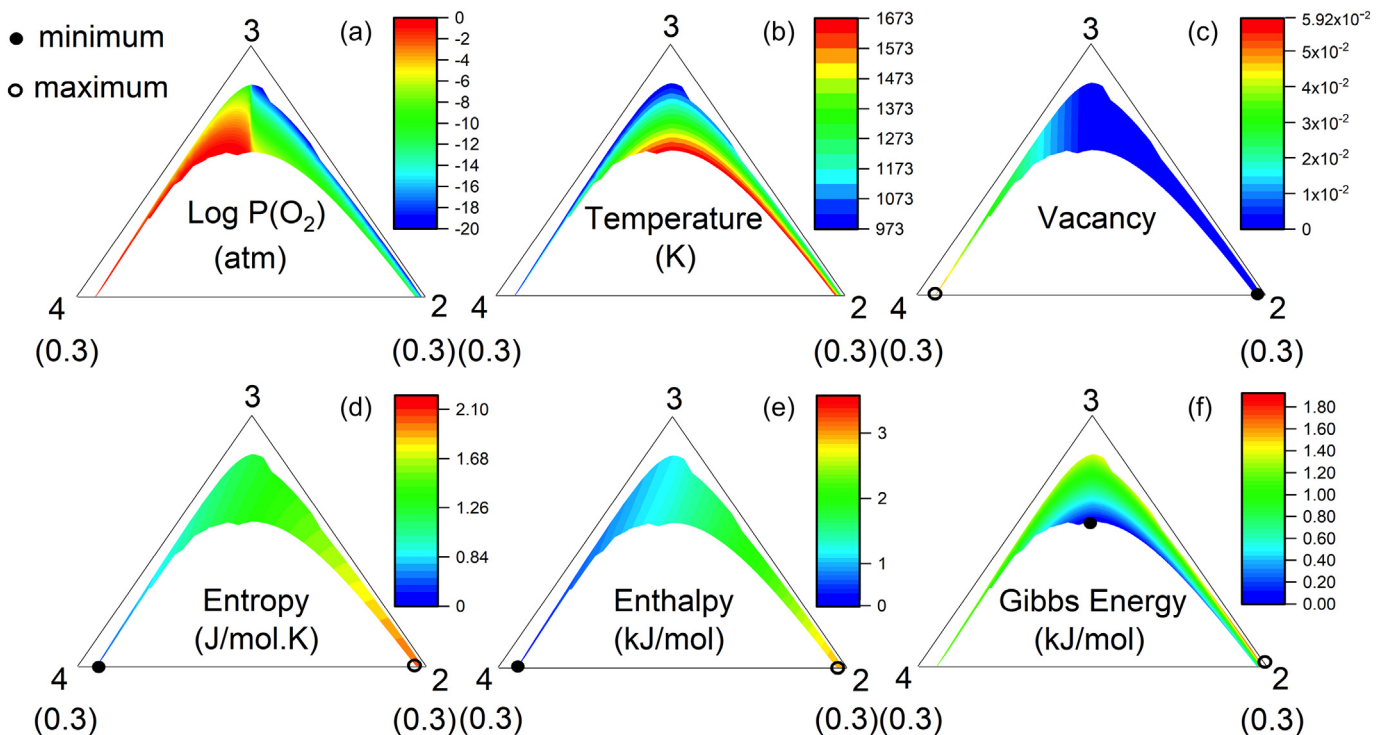 minimum
maximum
(a)
3
0
-2
-4
-6
-8
-10
-12
-14
-16
-18
-20
Log P(O₂)
(atm)
4
2
(0.3)
(0.3)
(b)
3
1673
1573
1473
1373
1273
1173
1073
973
Temperature
(K)
4
2
(0.3)
(0.3)
(c)
3
5.92x10⁻²
5x10⁻²
4x10⁻²
3x10⁻²
2x10⁻²
1x10⁻²
0
Vacancy
4
2
(0.3)
(0.3)
(d)
3
2.10
1.68
1.26
0.84
0
Entropy
(J/mol.K)
4
2
(0.3)
(0.3)
(e)
3
3
2
1
0
Enthalpy
(kJ/mol)
4
2
(0.3)
(0.3)
(f)
3
1.80
1.60
1.40
1.20
1.00
0.80
0.60
0.40
0.20
0.00
Gibbs Energy
(kJ/mol)
4
2
(0.3)
(0.3)